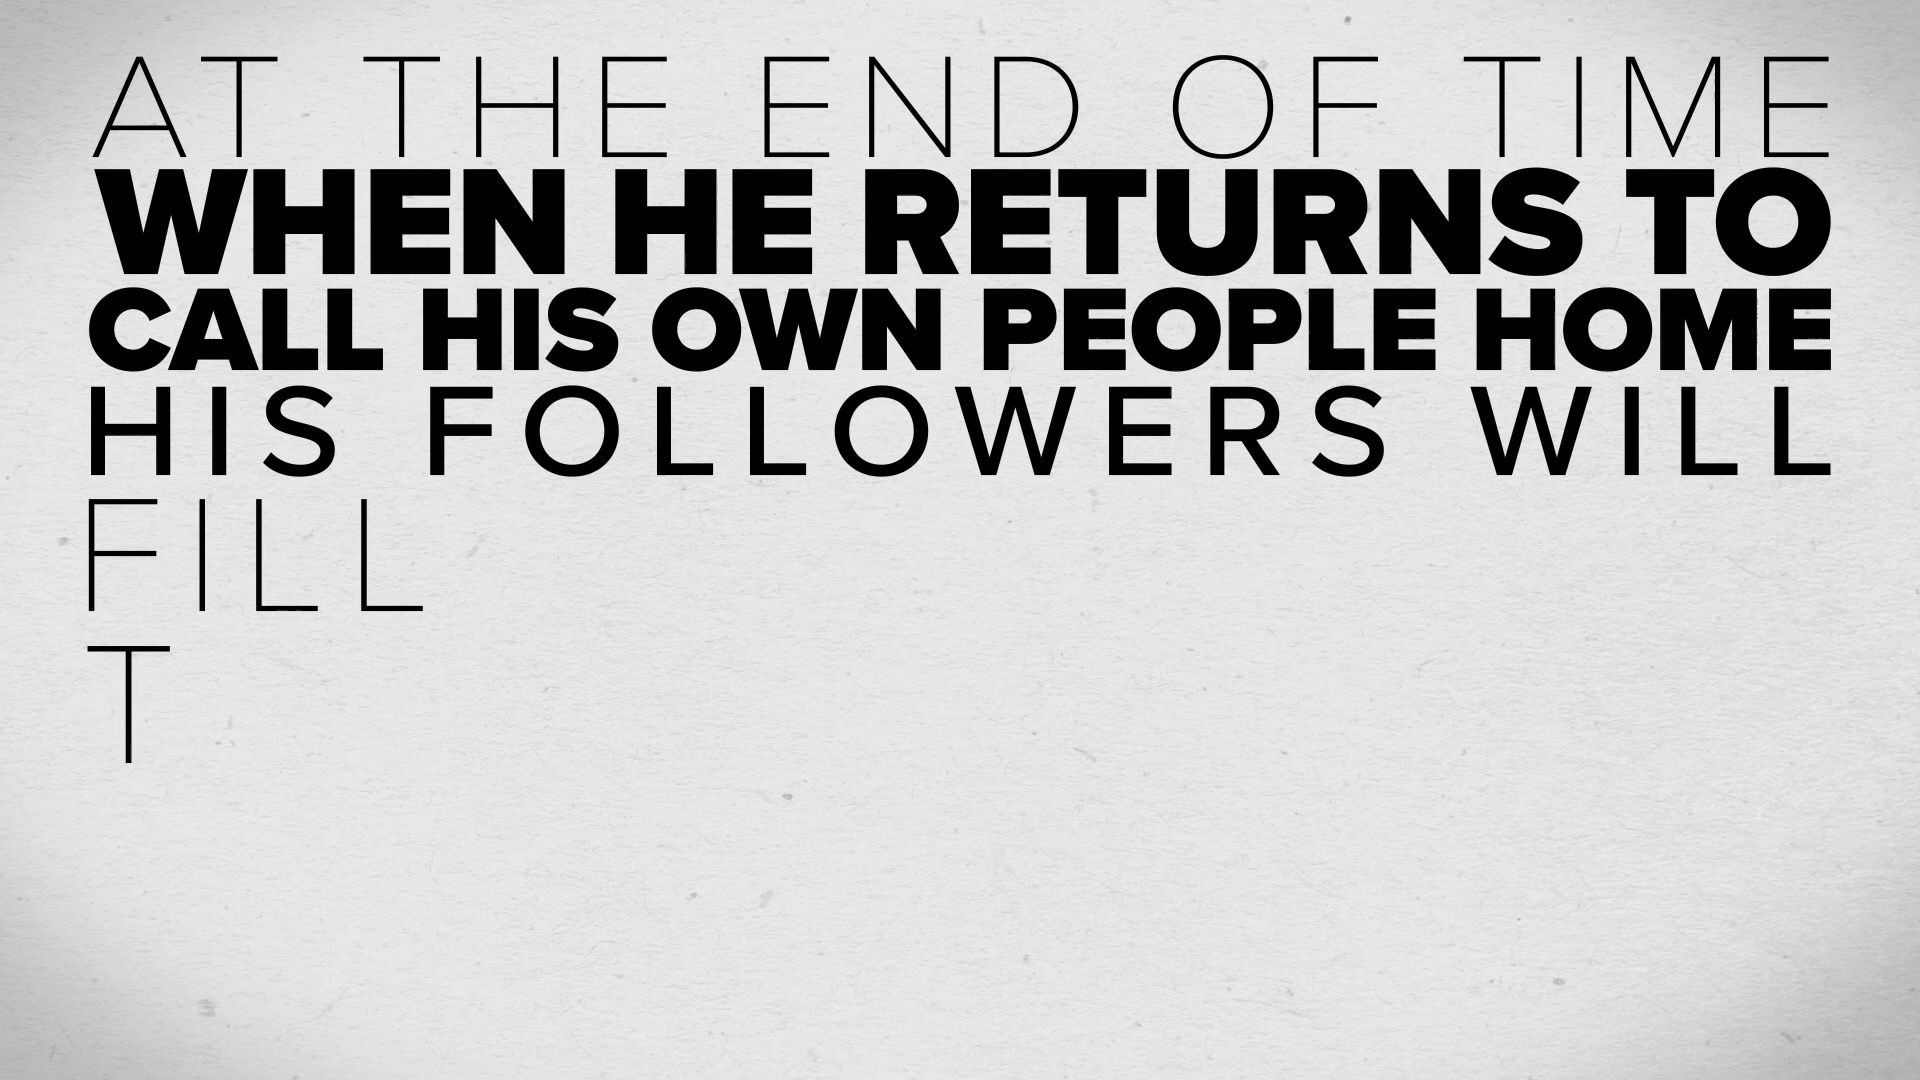 AT THE END OF TIME
WHEN HE RETURNS TO
CALL HIS OWN PEOPLE HOME
HIS FOLLOWERS WILL
FILL
T